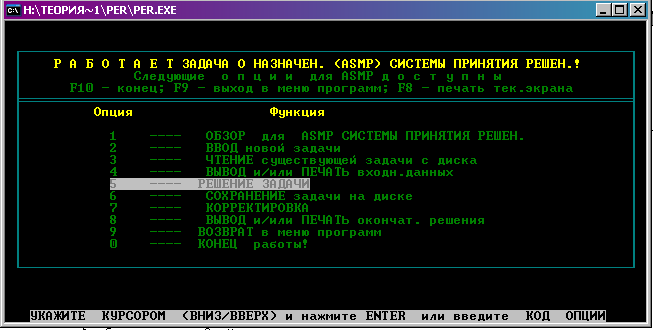 H:\ТЕОРИЯ~1\PER\PER.EXE
Р А Б О Т А Е Т ЗАДАЧА О НАЗНАЧЕН. (ASMP) СИСТЕМЫ ПРИНЯТИЯ РЕШЕН.!
Следующие о п ц и и для ASMP д о с т у п н ы
F10 - конец; F9 - выход в меню программ; F8 - печать тек.экрана
Опция Функция
1 ---- ОБЗОР для ASMP СИСТЕМЫ ПРИНЯТИЯ РЕШЕН.
2 ---- ВВОД новой задачи
3 ---- ЧТЕНИЕ существующей задачи с диска
4 ---- ВЫВОД и/или ПЕЧАТЬ входн.данных
5 ---- РЕШЕНИЕ ЗАДАЧИ
6 ---- СОХРАНЕНИЕ задачи на диске
7 ---- КОРРЕКТИРОВКА
8 ---- ВЫВОД и/или ПЕЧАТЬ окончат. решения
9 ---- ВОЗВРАТ в меню программ
0 ---- КОНЕЦ работы!
УКАЖИТЕ КУРСОРОМ (ВНИЗ/ВВЕРХ) и нажмите ENTER или введите КОД ОПЦИИ